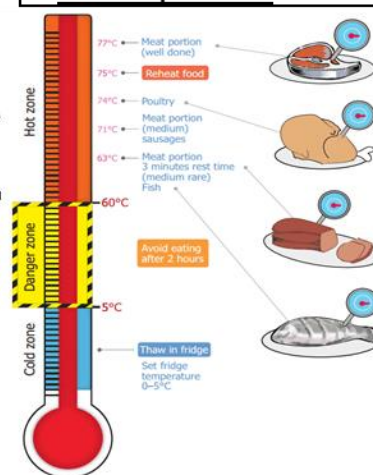 Hot zone
77°C
Meat portion
(well done)
75°C
Reheat food
74°C
Poultry
71°C
Meat portion
(medium)
sausages
63°C
Meat portion
3 minutes rest time
(medium rare)
Fish
60°C
Danger zone
Avoid eating
after 2 hours
5°C
Cold zone
Thaw in fridge
Set fridge
temperature
0–5°C